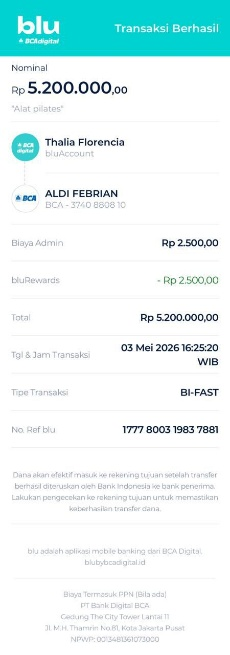 blu
by BCAdigital
Transaksi Berhasil
Nominal
Rp 5.200.000,00
"Alat pilates"
BCA digital
Thalia Florencia
bluAccount
BCA
ALDI FEBRIAN
BCA - 3740 8808 10
Biaya Admin Rp 2.500,00
bluRewards - Rp 2.500,00
Total Rp 5.200.000,00
Tgl & Jam Transaksi 03 Mei 2026 16:25:20 WIB
Tipe Transaksi BI-FAST
No. Ref blu 1777 8003 1983 7881
Dana akan efektif masuk ke rekening tujuan setelah transfer
berhasil diteruskan oleh Bank Indonesia ke bank penerima.
Lakukan pengecekan ke rekening tujuan untuk memastikan
keberhasilan transfer dana.
blu adalah aplikasi mobile banking dari BCA Digital.
blubybcadigital.id
Biaya Termasuk PPN (Bila ada)
PT Bank Digital BCA
Gedung The City Tower Lantai 11
Jl. M.H. Thamrin No.81, Kota Jakarta Pusat
NPWP: 0013481361073000